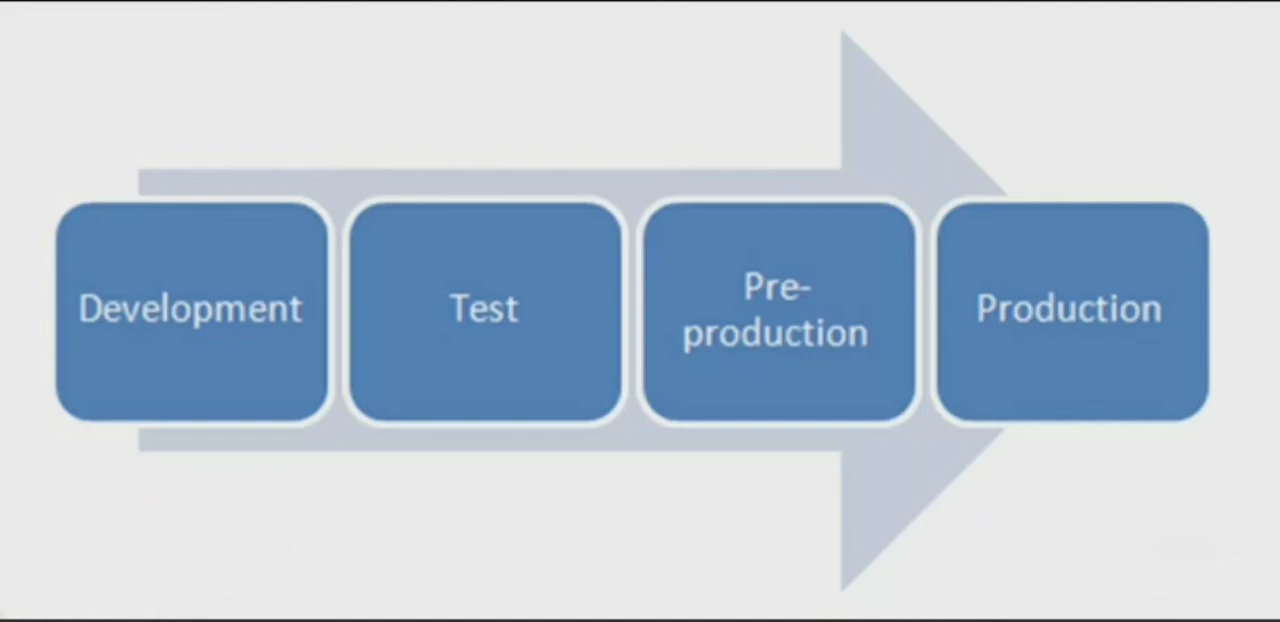 Development
Test
Pre-
production
Production